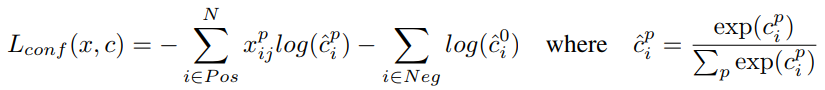 $L_{conf}(x, c) = - \sum_{i \in Pos}^{N} x_{ij}^{p} log(\hat{c}_{i}^{p}) - \sum_{i \in Neg} log(\hat{c}_{i}^{0}) \quad \text{where} \quad \hat{c}_{i}^{p} = \frac{\exp(c_{i}^{p})}{\sum_{p} \exp(c_{i}^{p})}$